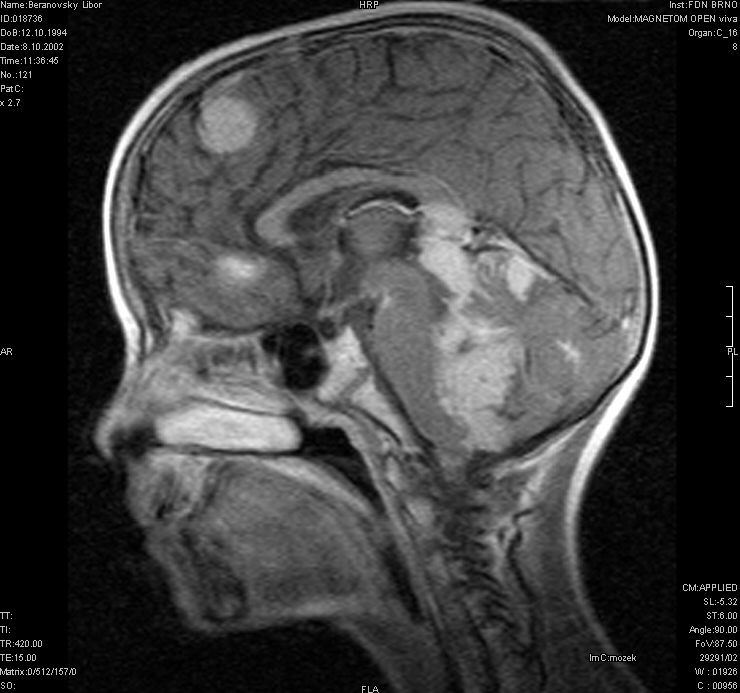 Name:Beranovsky Libor
ID:018736
DoB:12.10.1994
Date:8.10.2002
Time:11:36:45
No.:121
PatC:
x 2.7
HRP
Inst:FDN BRNO
Model:MAGNETOM OPEN viva
Organ:C_16
8
AR
PL
TT:
TI:
TR:420.00
TE:15.00
Matrix:0/512/157/0
SO:
FLA
ImC:mozek
CM:APPLIED
SL:-5.32
ST:6.00
Angle:90.00
FoV:87.50
29291/02
W : 01926
C : 00956